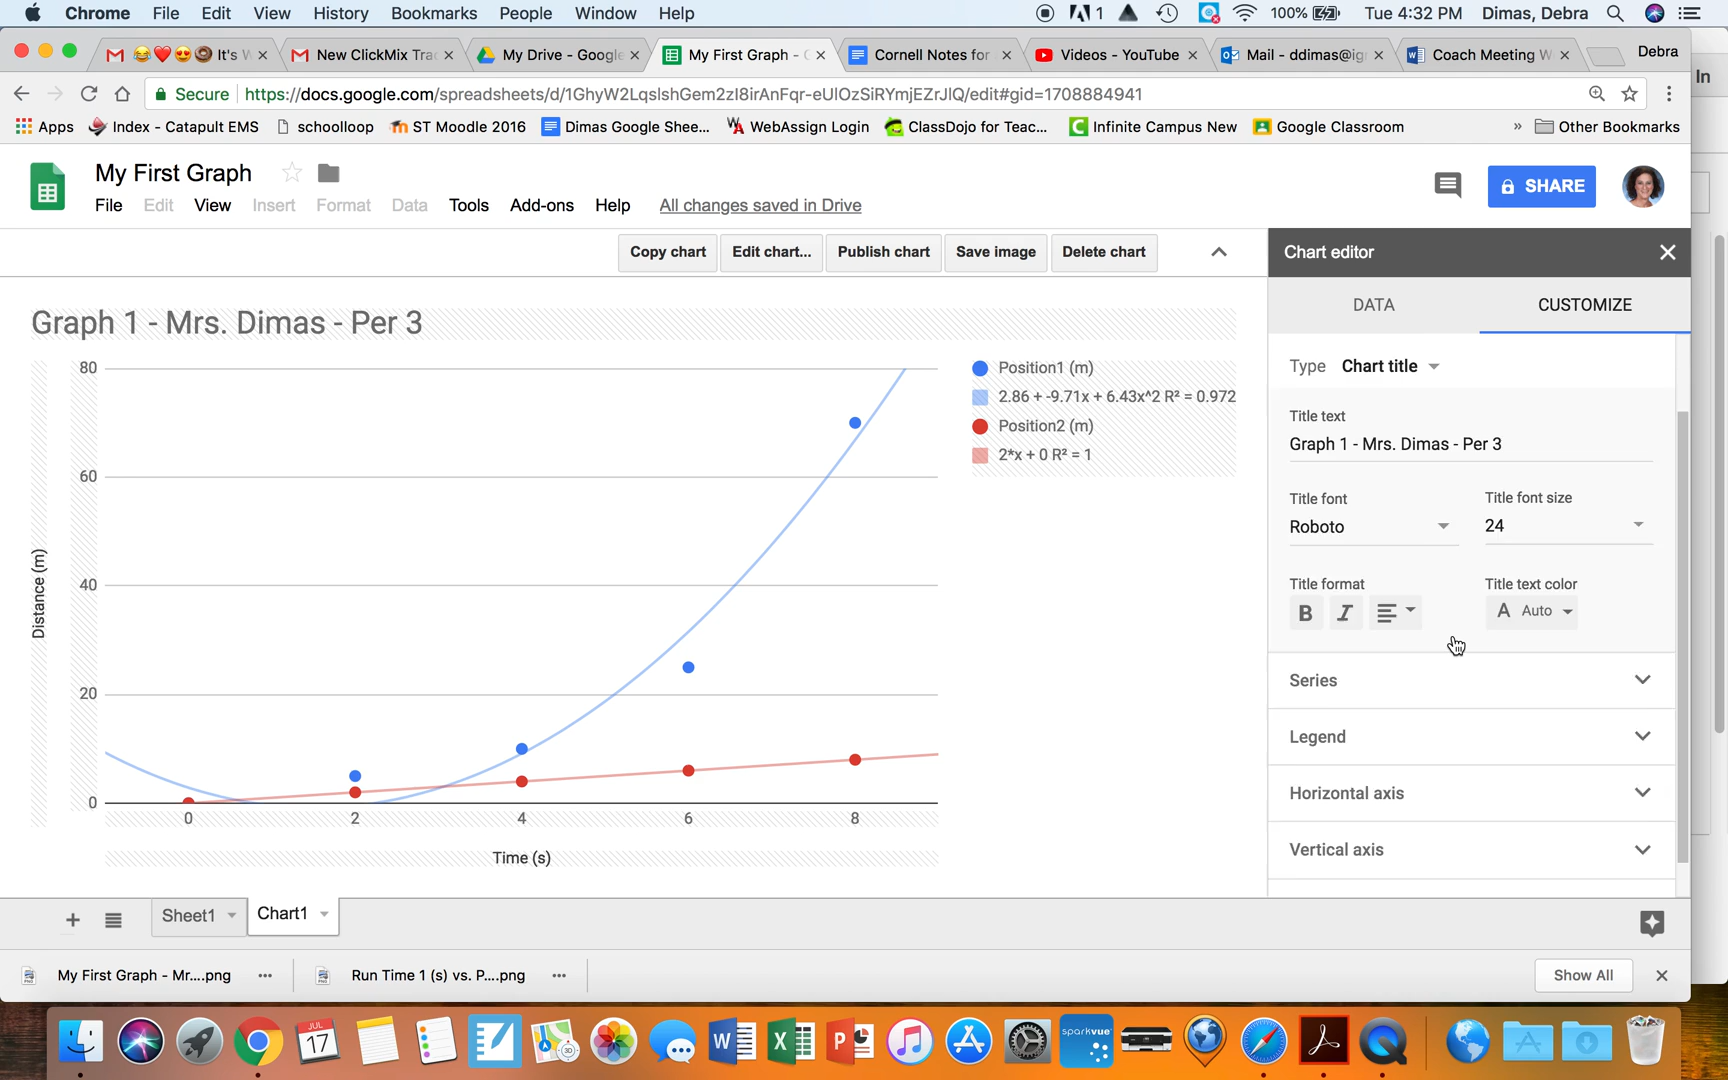 Chrome File Edit View History Bookmarks People Window Help 1 100% Tue 4:32 PM Dimas, Debra
It's W New ClickMix Tra My Drive - Google My First Graph - Cornell Notes for Videos - YouTube Mail - ddimas@ig Coach Meeting W Debra
In
Secure https://docs.google.com/spreadsheets/d/1GhyW2LqslshGem2zI8irAnFqr-eUlOzSiRYmjEZrJlQ/edit#gid=1708884941
Apps Index - Catapult EMS schoolloop ST Moodle 2016 Dimas Google Shee... WebAssign Login ClassDojo for Teac... Infinite Campus New Google Classroom » Other Bookmarks
My First Graph
SHARE
File Edit View Insert Format Data Tools Add-ons Help All changes saved in Drive
Copy chart Edit chart... Publish chart Save image Delete chart
Chart editor
DATA CUSTOMIZE
Graph 1 - Mrs. Dimas - Per 3
80
60
40
20
0
Distance (m)
0 2 4 6 8
Time (s)
Position1 (m)
2.86 + -9.71x + 6.43x^2 R² = 0.972
Position2 (m)
2*x + 0 R² = 1
Type Chart title
Title text
Graph 1 - Mrs. Dimas - Per 3
Title font Title font size
Roboto 24
Title format Title text color
B I A Auto
Series
Legend
Horizontal axis
Vertical axis
Sheet1 Chart1
My First Graph - Mr....png Run Time 1 (s) vs. P....png Show All
JUL
17
3D
W X P
sparkvue